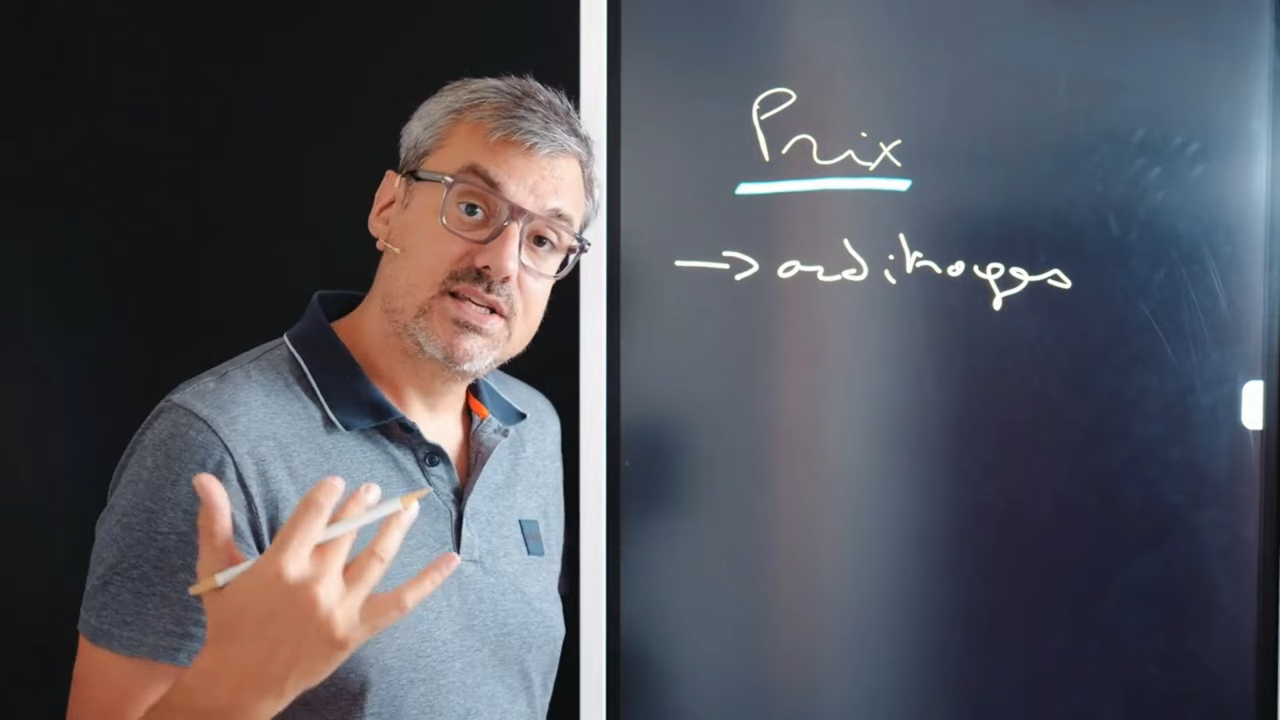 Prix
→ arbitrages